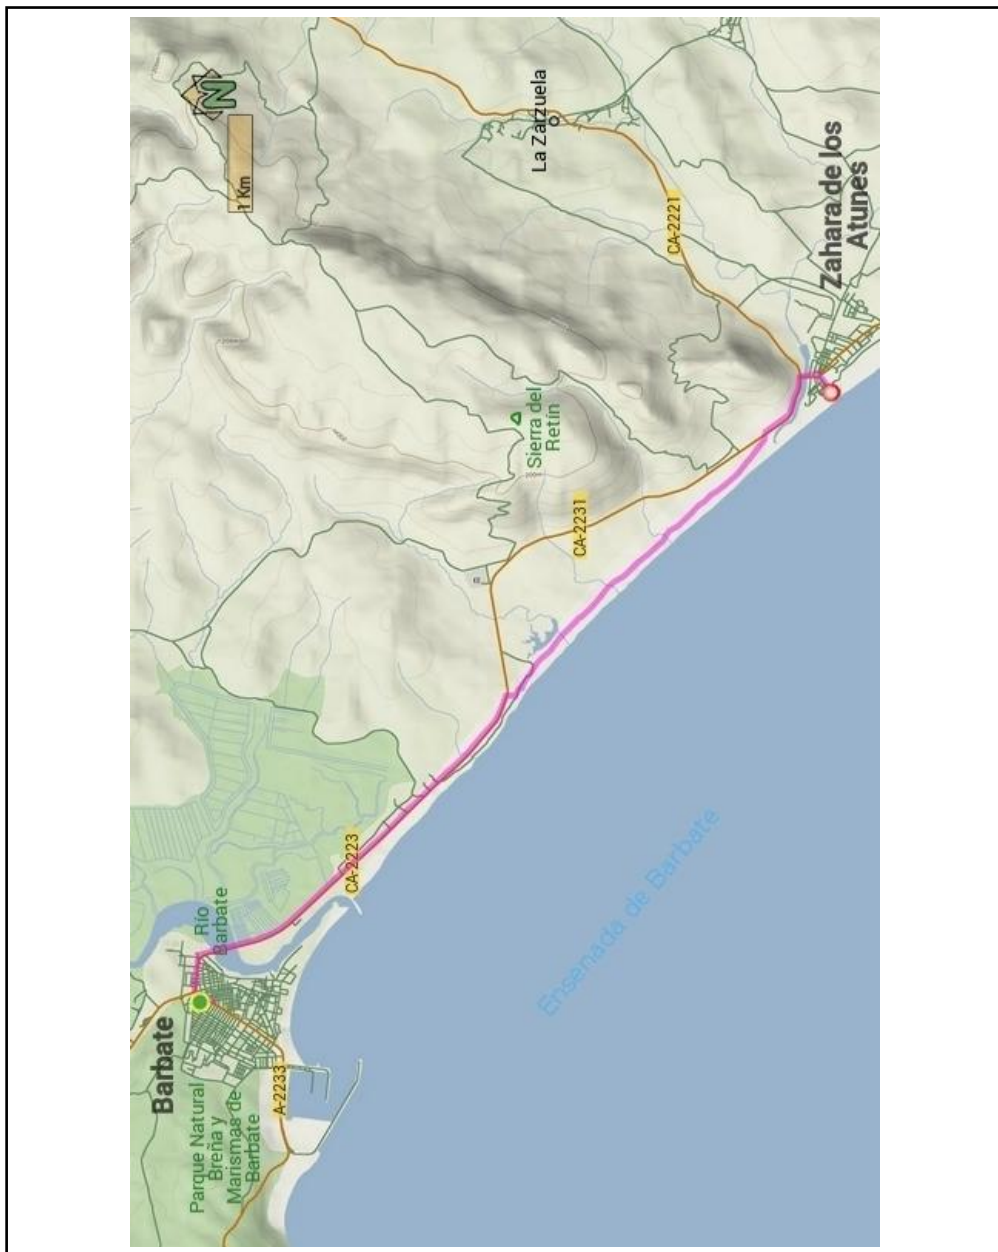 N
1 Km
La Zarzuela
Zahara de los
Atunes
CA-2221
Sierra del
Retín
CA-2231
CA-2223
Río
Barbate
Ensenada de Barbate
Barbate
A-2233
Parque Natural
Breña y
Marismas de
Barbate